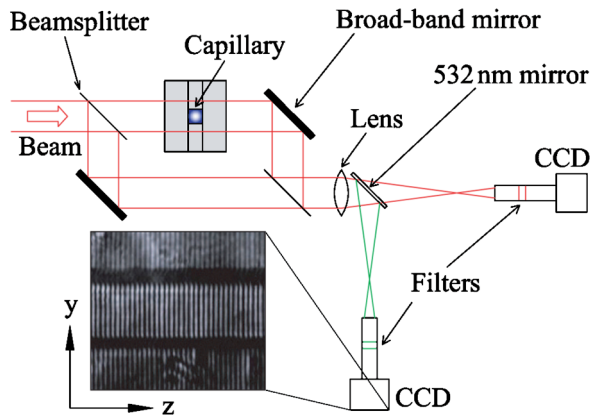 Beamsplitter
Broad-band mirror
Capillary
532 nm mirror
Lens
Beam
CCD
Filters
y
z
CCD